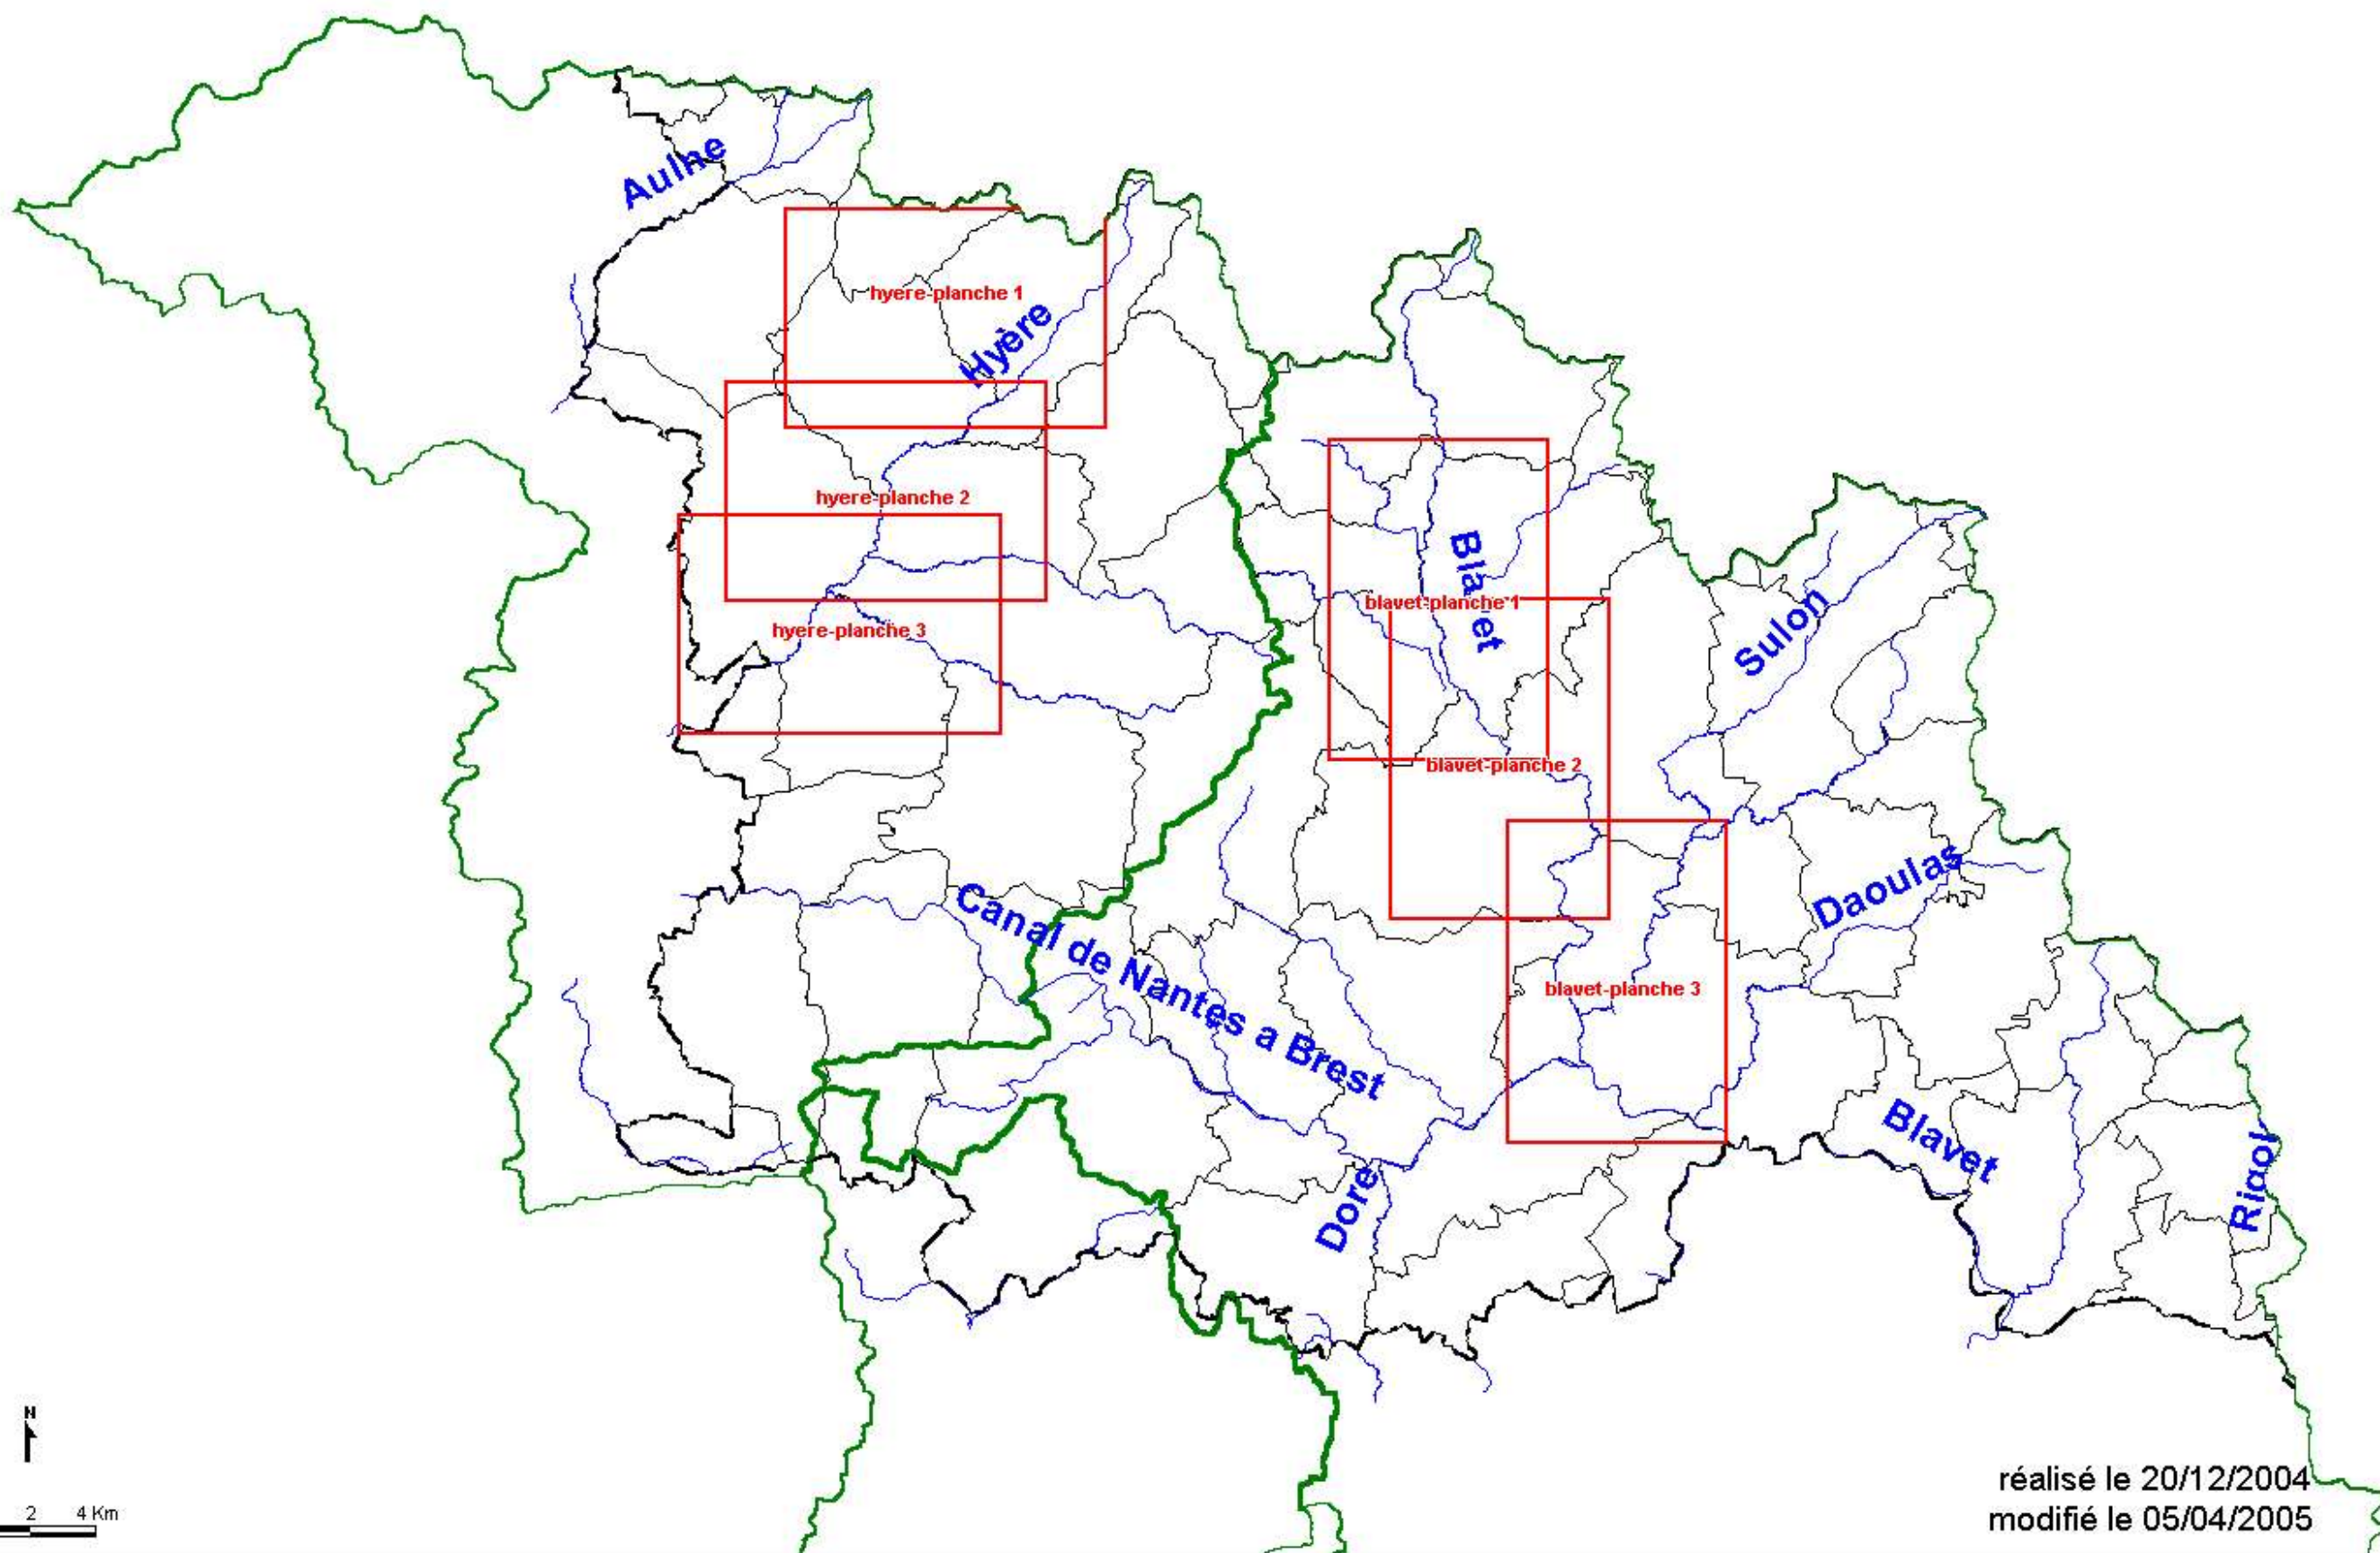 Aulne
hyere-planche 1
Hyère
hyere-planche 2
Blavet
blavet-planche 1
Sulon
hyere-planche 3
blavet-planche 2
Daoulas
Canal de Nantes a Brest
blavet-planche 3
Blavet
Dore
Rigol
N
réalisé le 20/12/2004
2 4 Km
modifié le 05/04/2005